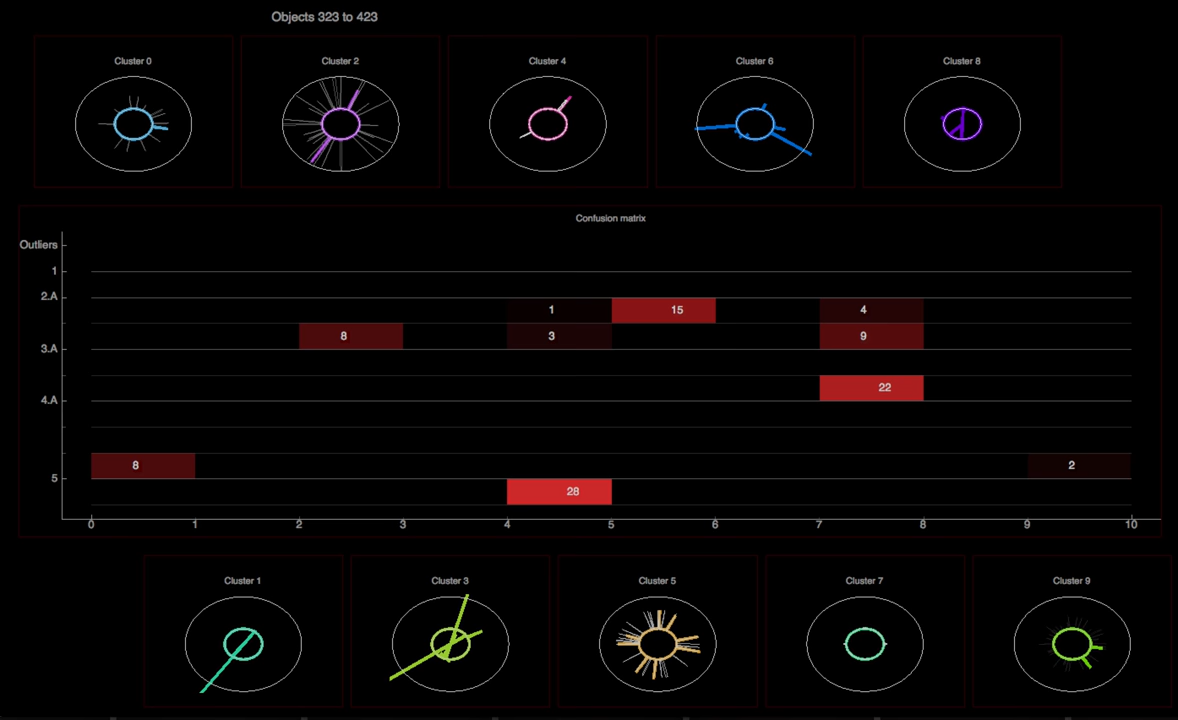 Objects 323 to 423
Cluster 0
Cluster 2
Cluster 4
Cluster 6
Cluster 8
Confusion matrix
Outliers
1
2.A
1
15
4
8
3
9
3.A
22
4.A
8
2
5
28
0
1
2
3
4
5
6
7
8
9
10
Cluster 1
Cluster 3
Cluster 5
Cluster 7
Cluster 9